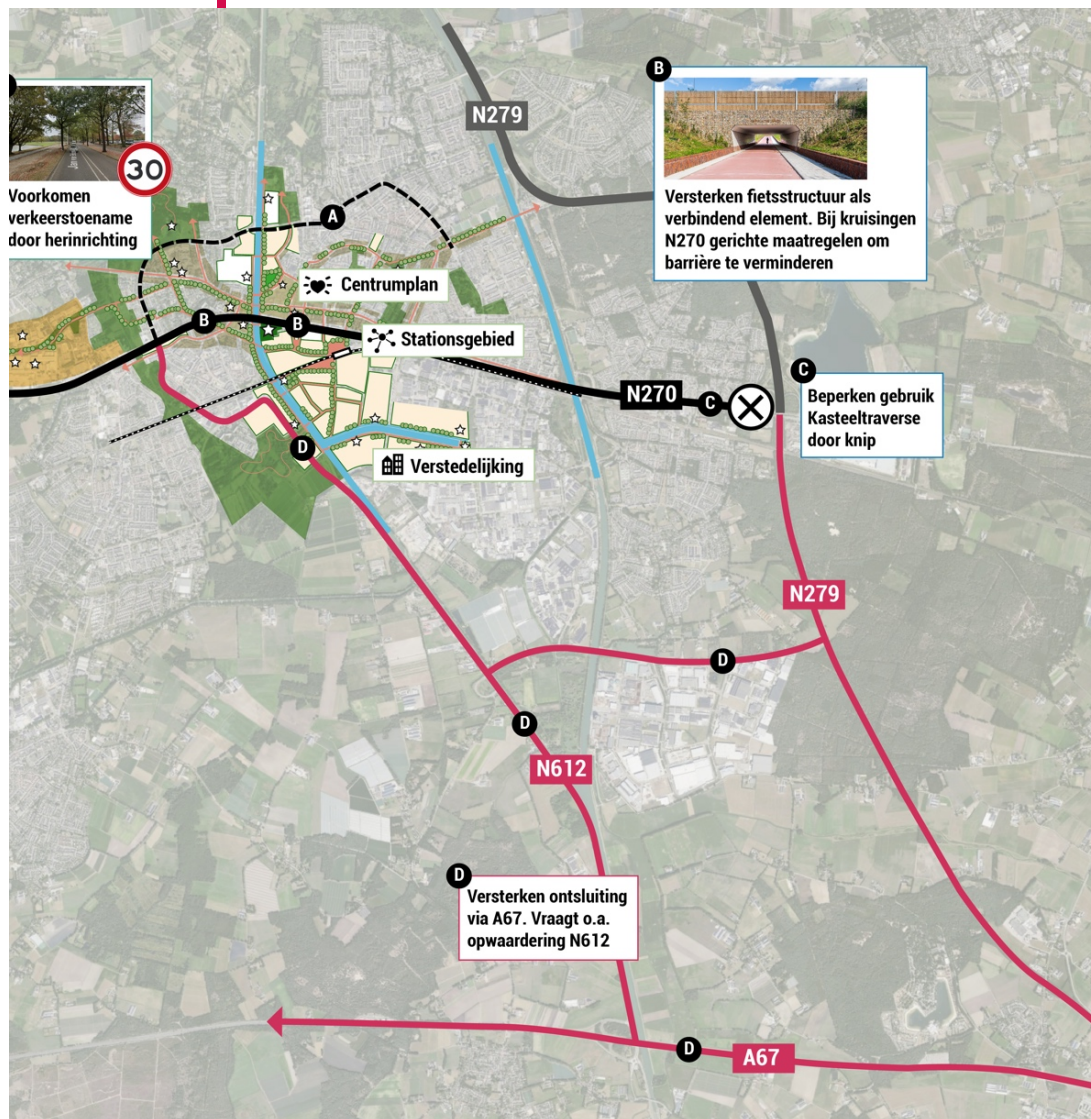 N279
B
30
Voorkomen
verkeerstoename
door herinrichting
Versterken fietsstructuur als
verbindend element. Bij kruisingen
N270 gerichte maatregelen om
barrière te verminderen
A
Centrumplan
B
B
Stationsgebied
N270
C
C
Beperken gebruik
Kasteeltraverse
door knip
D
Verstedelijking
N279
D
D
N612
D
Versterken ontsluiting
via A67. Vraagt o.a.
opwaardering N612
D
A67